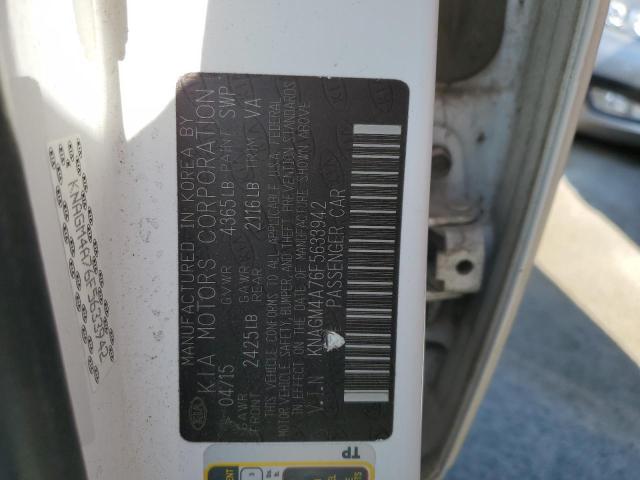 MANUFACTURED IN KOREA BY
KIA MOTORS CORPORATION
04/15 GVWR 4365LB PAINT SWP
GAWR FRONT 2425LB GAWR REAR 2116LB TRIM VA
THIS VEHICLE CONFORMS TO ALL APPLICABLE U.S.A. FEDERAL
MOTOR VEHICLE SAFETY, BUMPER AND THEFT PREVENTION STANDARDS
IN EFFECT ON THE DATE OF MANUFACTURE SHOWN ABOVE
V.I.N KNAGM4A76F5633942
PASSENGER CAR
KIA
TP
KNAGM4A76F5633942